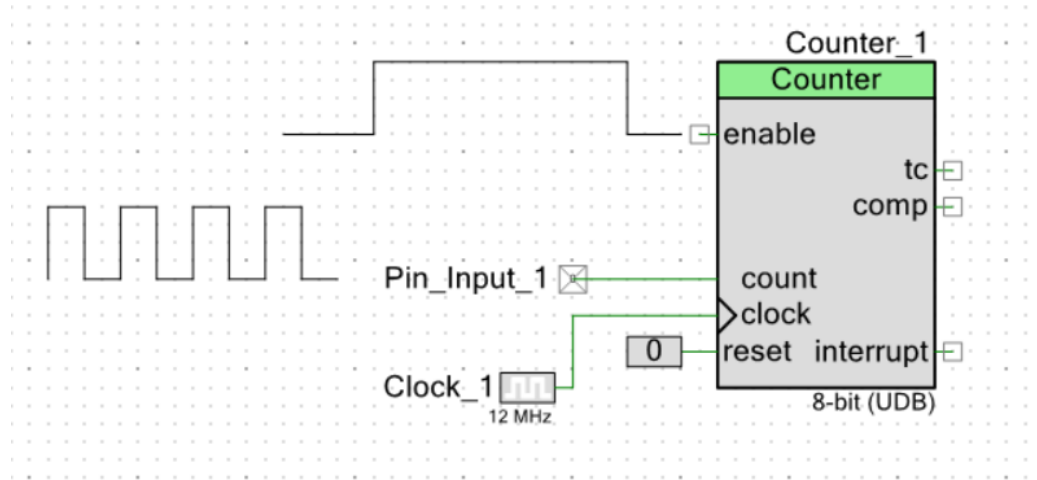 Counter_1
Counter
enable
tc
comp
Pin_Input_1
count
clock
0
reset interrupt
Clock_1
12 MHz
8-bit (UDB)